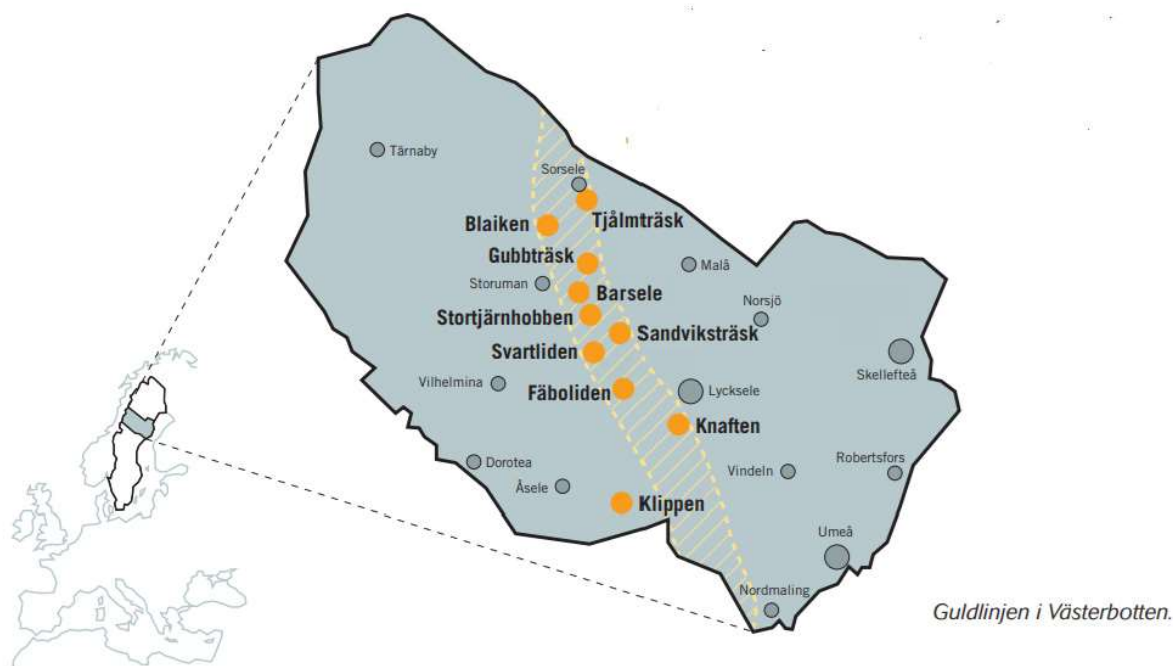 Tärnaby
Sorsele
Tjålmträsk
Blaiken
Gubbträsk
Malå
Storuman
Barsele
Norsjö
Stortjärnhobben
Sandviksträsk
Svartliden
Skellefteå
Vilhelmina
Fäboliden
Lycksele
Knaften
Dorotea
Robertsfors
Vindeln
Åsele
Klippen
Umeå
Nordmaling
Guldlinjen i Västerbotten.